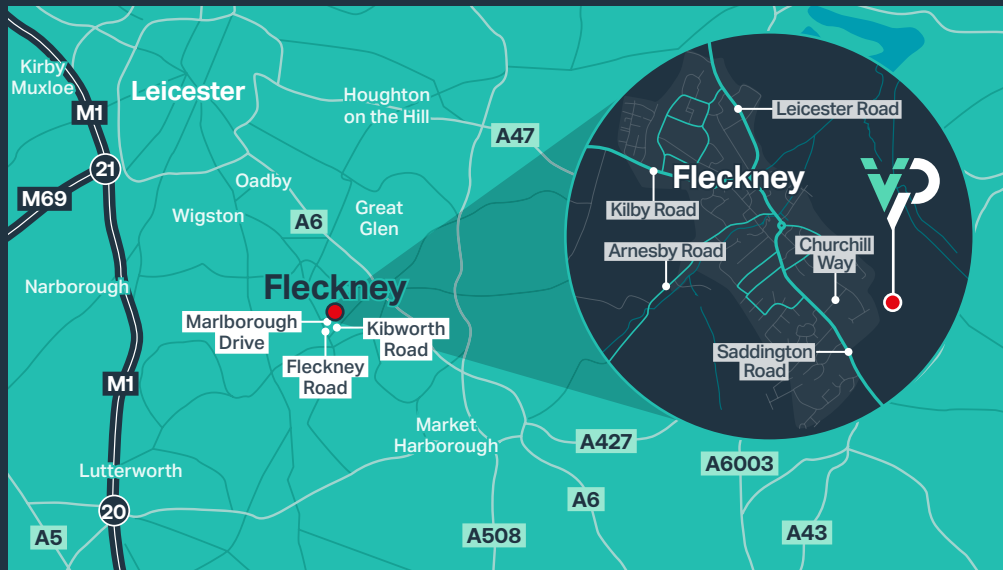 Kirby
Muxloe
Leicester
M1
Houghton
on the Hill
A47
21
M69
Oadby
Wigston
A6
Great
Glen
Narborough
Fleckney
Marlborough
Drive
Kibworth
Road
Fleckney
Road
M1
Market
Harborough
Lutterworth
20
A5
A427
A6003
A6
A508
A43
Leicester Road
Fleckney
Kilby Road
Arnesby Road
Churchill
Way
Saddington
Road
VP